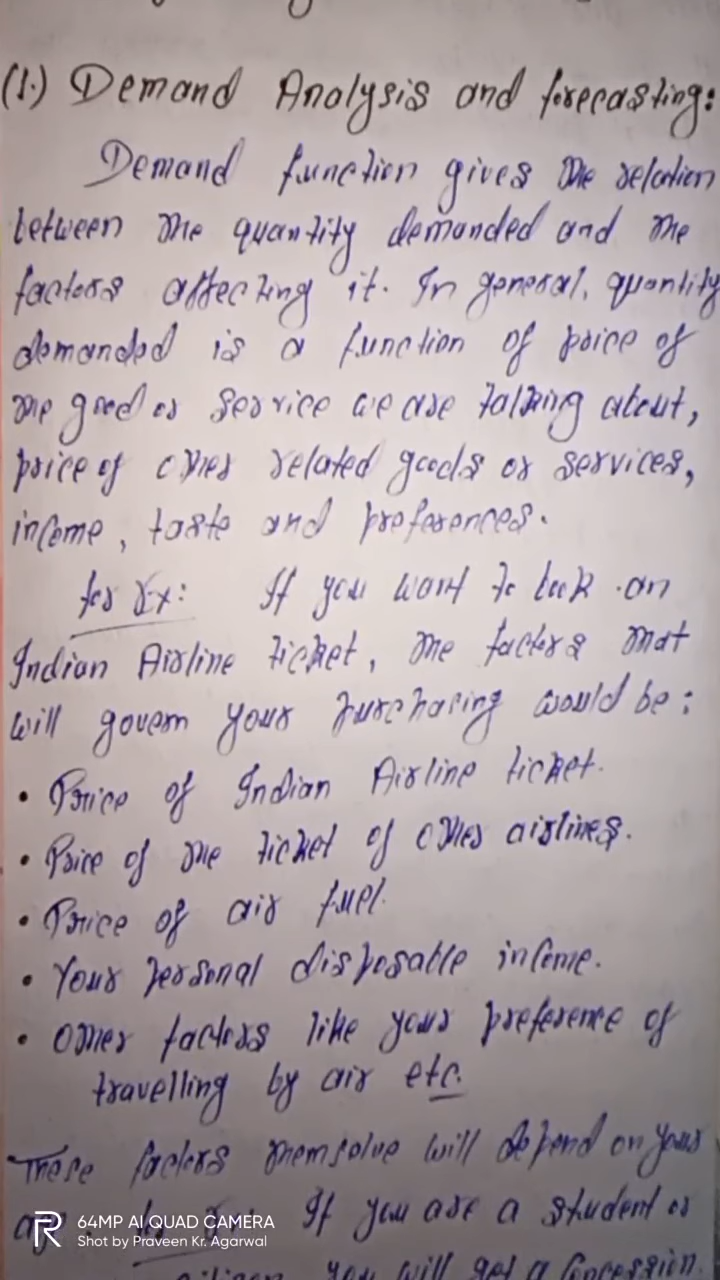 (1.) Demand Analysis and forecasting:
Demand function gives the relation
between the quantity demanded and the
factors affecting it. In general, quantity
demanded is a function of price of
the good or service we are talking about,
price of other related goods or services,
income, taste and preferences.
for Ex: If you want to book an
Indian Airline ticket, the factors that
will govern your purchasing would be:
• Price of Indian Airline ticket.
• Price of the ticket of other airlines.
• Price of air fuel.
• Your personal disposable income.
• Other factors like your preference of
travelling by air etc.
These factors themselve will depend on your
If you are a student or
you will get a concession.
64MP AI QUAD CAMERA
Shot by Praveen Kr. Agarwal